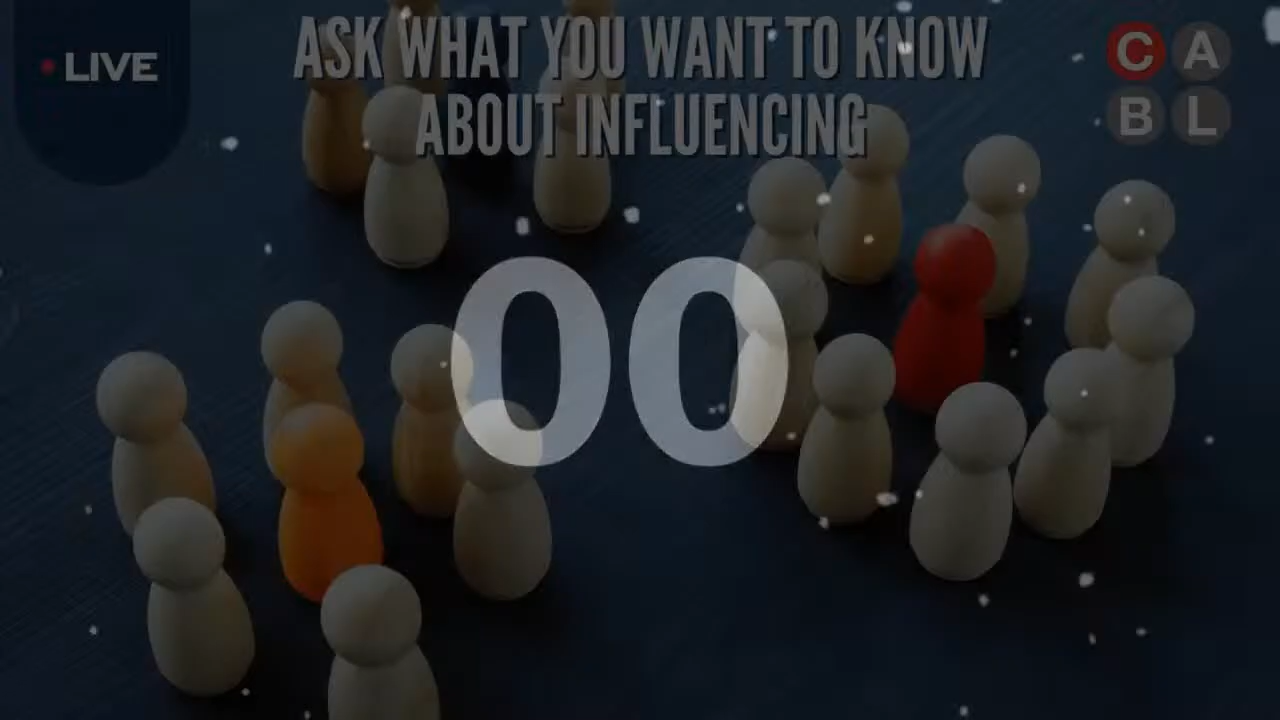 LIVE
ASK WHAT YOU WANT TO KNOW
ABOUT INFLUENCING
C A
B L
00